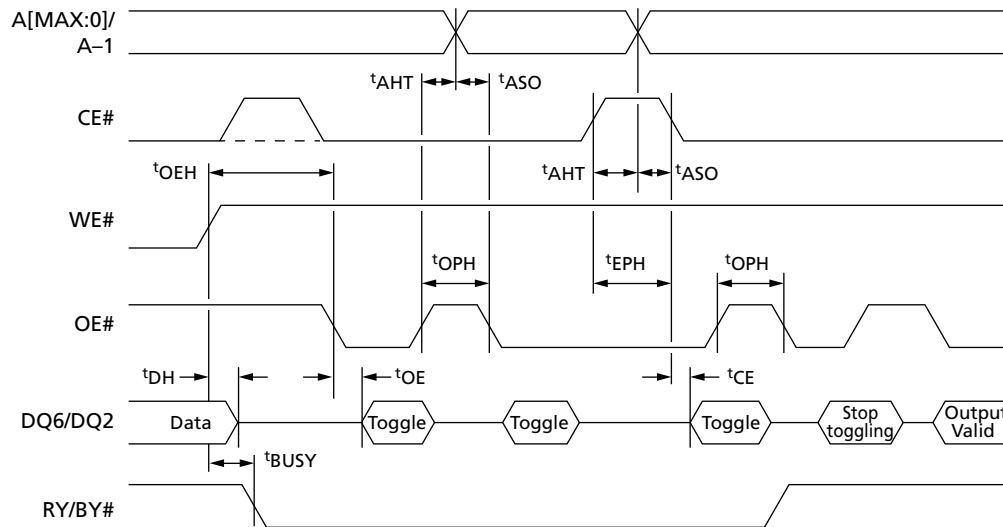 A[MAX:0]/
A–1
tAHT
tASO
CE#
tOEH
tAHT
tASO
WE#
tOPH
tEPH
tOPH
OE#
tDH
tOE
tCE
DQ6/DQ2
Data
Toggle
Toggle
Toggle
Stop
toggling
Output
Valid
tBUSY
RY/BY#